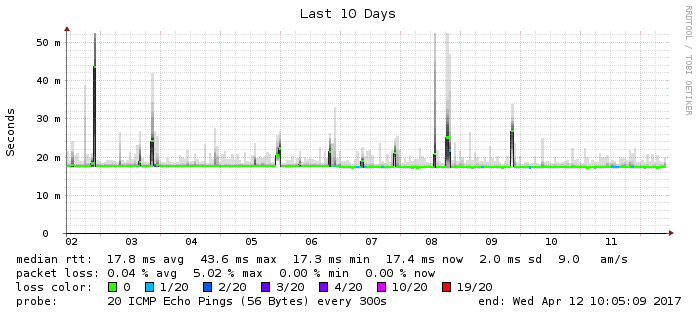 Last 10 Days
RRDTOOL / TOBI OETIKER
Seconds
50 m
40 m
30 m
20 m
10 m
0
02 03 04 05 06 07 08 09 10 11
median rtt: 17.8 ms avg 43.6 ms max 17.3 ms min 17.4 ms now 2.0 ms sd 9.0 am/s
packet loss: 0.04 % avg 5.02 % max 0.00 % min 0.00 % now
loss color: 0 1/20 2/20 3/20 4/20 10/20 19/20
probe: 20 ICMP Echo Pings (56 Bytes) every 300s end: Wed Apr 12 10:05:09 2017